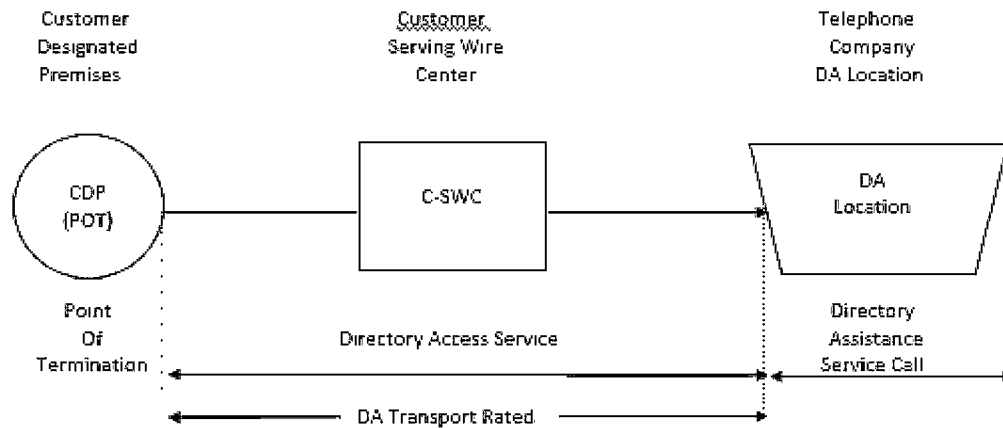 Customer
Designated
Premises
Customer
Serving Wire
Center
Telephone
Company
DA Location
CDP
(POT)
C-SWC
DA
Location
Point
Of
Termination
Directory Access Service
Directory
Assistance
Service Call
DA Transport Rated